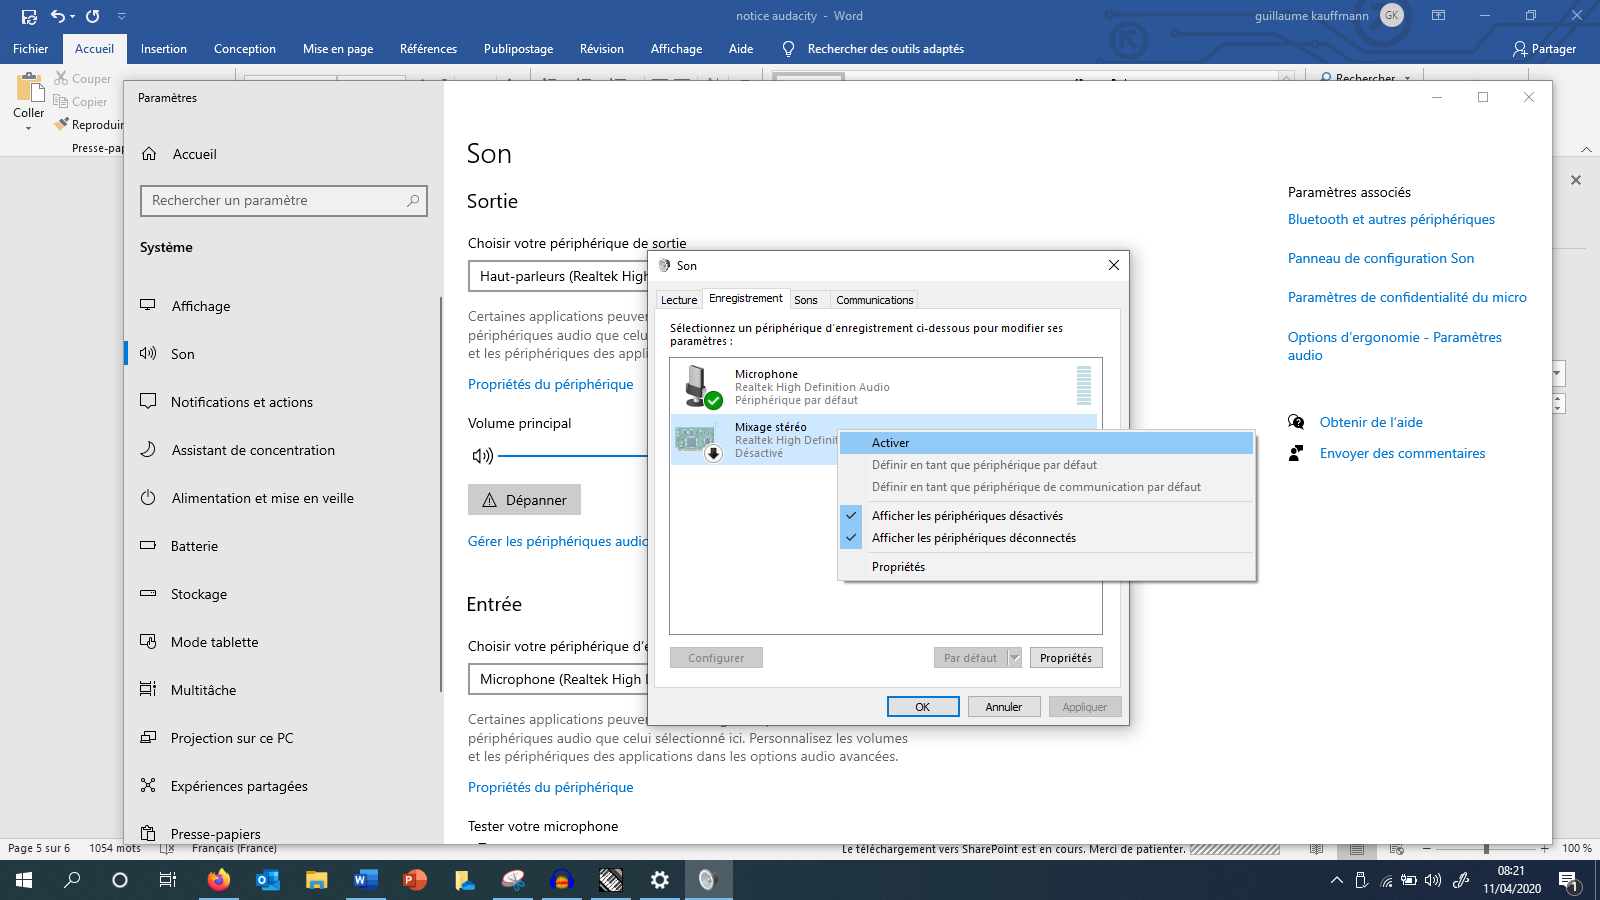 notice audacity - Word
guillaume kauffmann
GK
Fichier
Accueil
Insertion
Conception
Mise en page
Références
Publipostage
Révision
Affichage
Aide
Rechercher des outils adaptés
Partager
Couper
Copier
Coller
Reproduir
Presse-pap
Rechercher
Paramètres
Accueil
Rechercher un paramètre
Système
Affichage
Son
Notifications et actions
Assistant de concentration
Alimentation et mise en veille
Batterie
Stockage
Mode tablette
Multitâche
Projection sur ce PC
Expériences partagées
Presse-papiers
Son
Sortie
Choisir votre périphérique de sortie
Haut-parleurs (Realtek High
Certaines applications peuve
périphériques audio que celu
et les périphériques des appli
Propriétés du périphérique
Volume principal
Dépanner
Gérer les périphériques audio
Entrée
Choisir votre périphérique d'e
Microphone (Realtek High
Certaines applications peuve
périphériques audio que celui sélectionné ici. Personnalisez les volumes
et les périphériques des applications dans les options audio avancées.
Propriétés du périphérique
Tester votre microphone
Paramètres associés
Bluetooth et autres périphériques
Panneau de configuration Son
Paramètres de confidentialité du micro
Options d'ergonomie - Paramètres
audio
Obtenir de l'aide
Envoyer des commentaires
Son
Lecture
Enregistrement
Sons
Communications
Sélectionnez un périphérique d'enregistrement ci-dessous pour modifier ses
paramètres :
Microphone
Realtek High Definition Audio
Périphérique par défaut
Mixage stéréo
Realtek High Definit
Désactivé
Activer
Définir en tant que périphérique par défaut
Définir en tant que périphérique de communication par défaut
Afficher les périphériques désactivés
Afficher les périphériques déconnectés
Propriétés
Configurer
Par défaut
Propriétés
OK
Annuler
Appliquer
Page 5 sur 6
1054 mots
Français (France)
Le téléchargement vers SharePoint est en cours. Merci de patienter.
100 %
08:21
11/04/2020
1